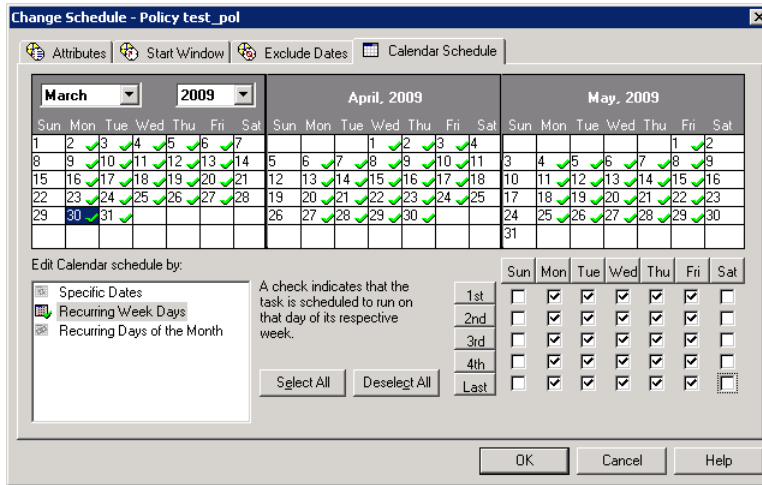 Change Schedule - Policy test_pol
Attributes Start Window Exclude Dates Calendar Schedule
March 2009 April, 2009 May, 2009
Sun Mon Tue Wed Thu Fri Sat Sun Mon Tue Wed Thu Fri Sat Sun Mon Tue Wed Thu Fri Sat
1 2 3 4 5 6 7 1 2 3 4 1 2
8 9 10 11 12 13 14 5 6 7 8 9 10 11 3 4 5 6 7 8 9
15 16 17 18 19 20 21 12 13 14 15 16 17 18 10 11 12 13 14 15 16
22 23 24 25 26 27 28 19 20 21 22 23 24 25 17 18 19 20 21 22 23
29 30 31 26 27 28 29 30 24 25 26 27 28 29 30
31
Edit Calendar schedule by:
Specific Dates
Recurring Week Days
Recurring Days of the Month
A check indicates that the
task is scheduled to run on
that day of its respective
week.
Select All Deselect All
Sun Mon Tue Wed Thu Fri Sat
1st
2nd
3rd
4th
Last
OK Cancel Help